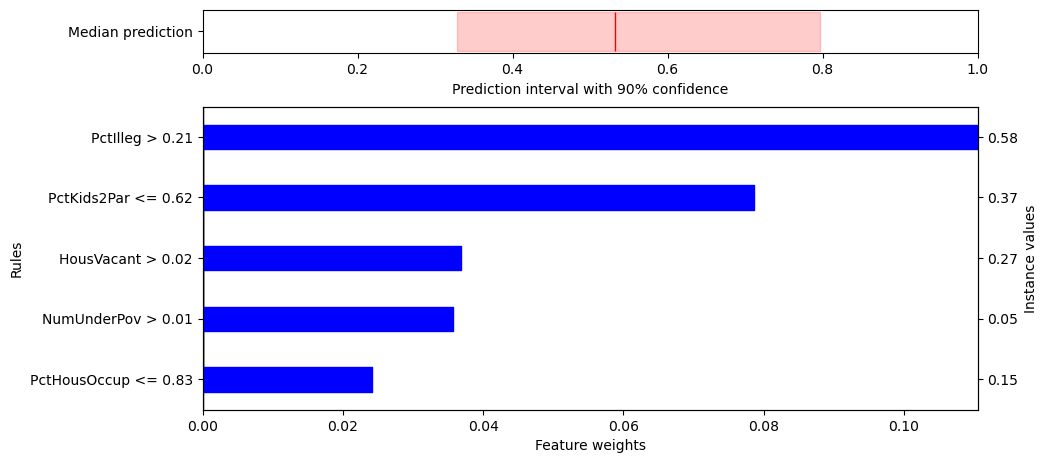 Median prediction
0.0 0.2 0.4 0.6 0.8 1.0
Prediction interval with 90% confidence
Rules
PctIlleg > 0.21 0.58
PctKids2Par <= 0.62 0.37
HousVacant > 0.02 0.27
NumUnderPov > 0.01 0.05
PctHousOccup <= 0.83 0.15
Instance values
0.00 0.02 0.04 0.06 0.08 0.10
Feature weights